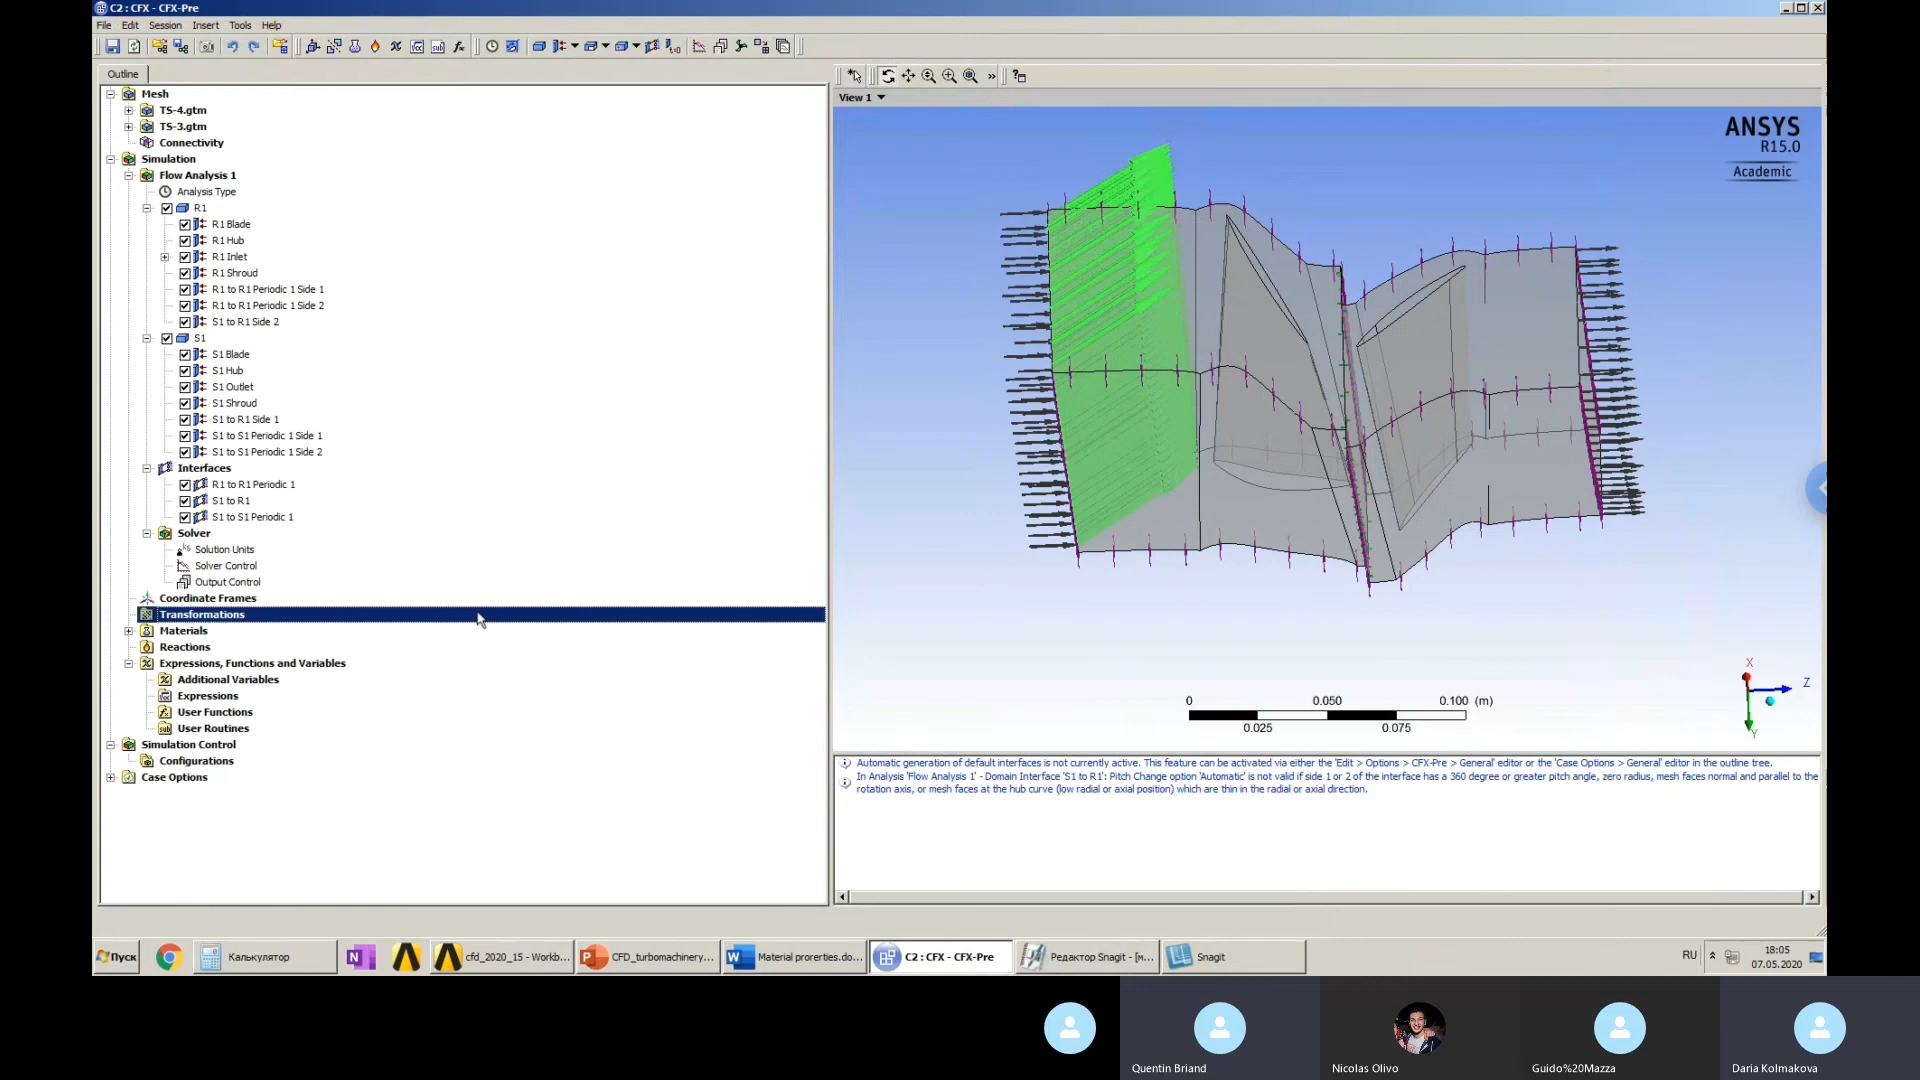 C2 : CFX - CFX-Pre
File Edit Session Insert Tools Help
Outline
Mesh
TS-4.gtm
TS-3.gtm
Connectivity
Simulation
Flow Analysis 1
Analysis Type
R1
R1 Blade
R1 Hub
R1 Inlet
R1 Shroud
R1 to R1 Periodic 1 Side 1
R1 to R1 Periodic 1 Side 2
S1 to R1 Side 2
S1
S1 Blade
S1 Hub
S1 Outlet
S1 Shroud
S1 to R1 Side 1
S1 to S1 Periodic 1 Side 1
S1 to S1 Periodic 1 Side 2
Interfaces
R1 to R1 Periodic 1
S1 to R1
S1 to S1 Periodic 1
Solver
Solution Units
Solver Control
Output Control
Coordinate Frames
Transformations
Materials
Reactions
Expressions, Functions and Variables
Additional Variables
Expressions
User Functions
User Routines
Simulation Control
Configurations
Case Options
View 1
ANSYS
R15.0
Academic
X
Z
Y
0 0.050 0.100 (m)
0.025 0.075
Automatic generation of default interfaces is not currently active. This feature can be activated via either the 'Edit > Options > CFX-Pre > General' editor or the 'Case Options > General' editor in the outline tree.
In Analysis 'Flow Analysis 1' - Domain Interface 'S1 to R1': Pitch Change option 'Automatic' is not valid if side 1 or 2 of the interface has a 360 degree or greater pitch angle, zero radius, mesh faces normal and parallel to the
rotation axis, or mesh faces at the hub curve (low radial or axial position) which are thin in the radial or axial direction.
Пуск
Калькулятор
cfd_2020_15 - Workb...
CFD_turbomachinery...
Material prorerties.do...
C2 : CFX - CFX-Pre
Редактор Snagit - [м...
Snagit
RU
18:05
07.05.2020
Quentin Briand
Nicolas Olivo
Guido%20Mazza
Daria Kolmakova